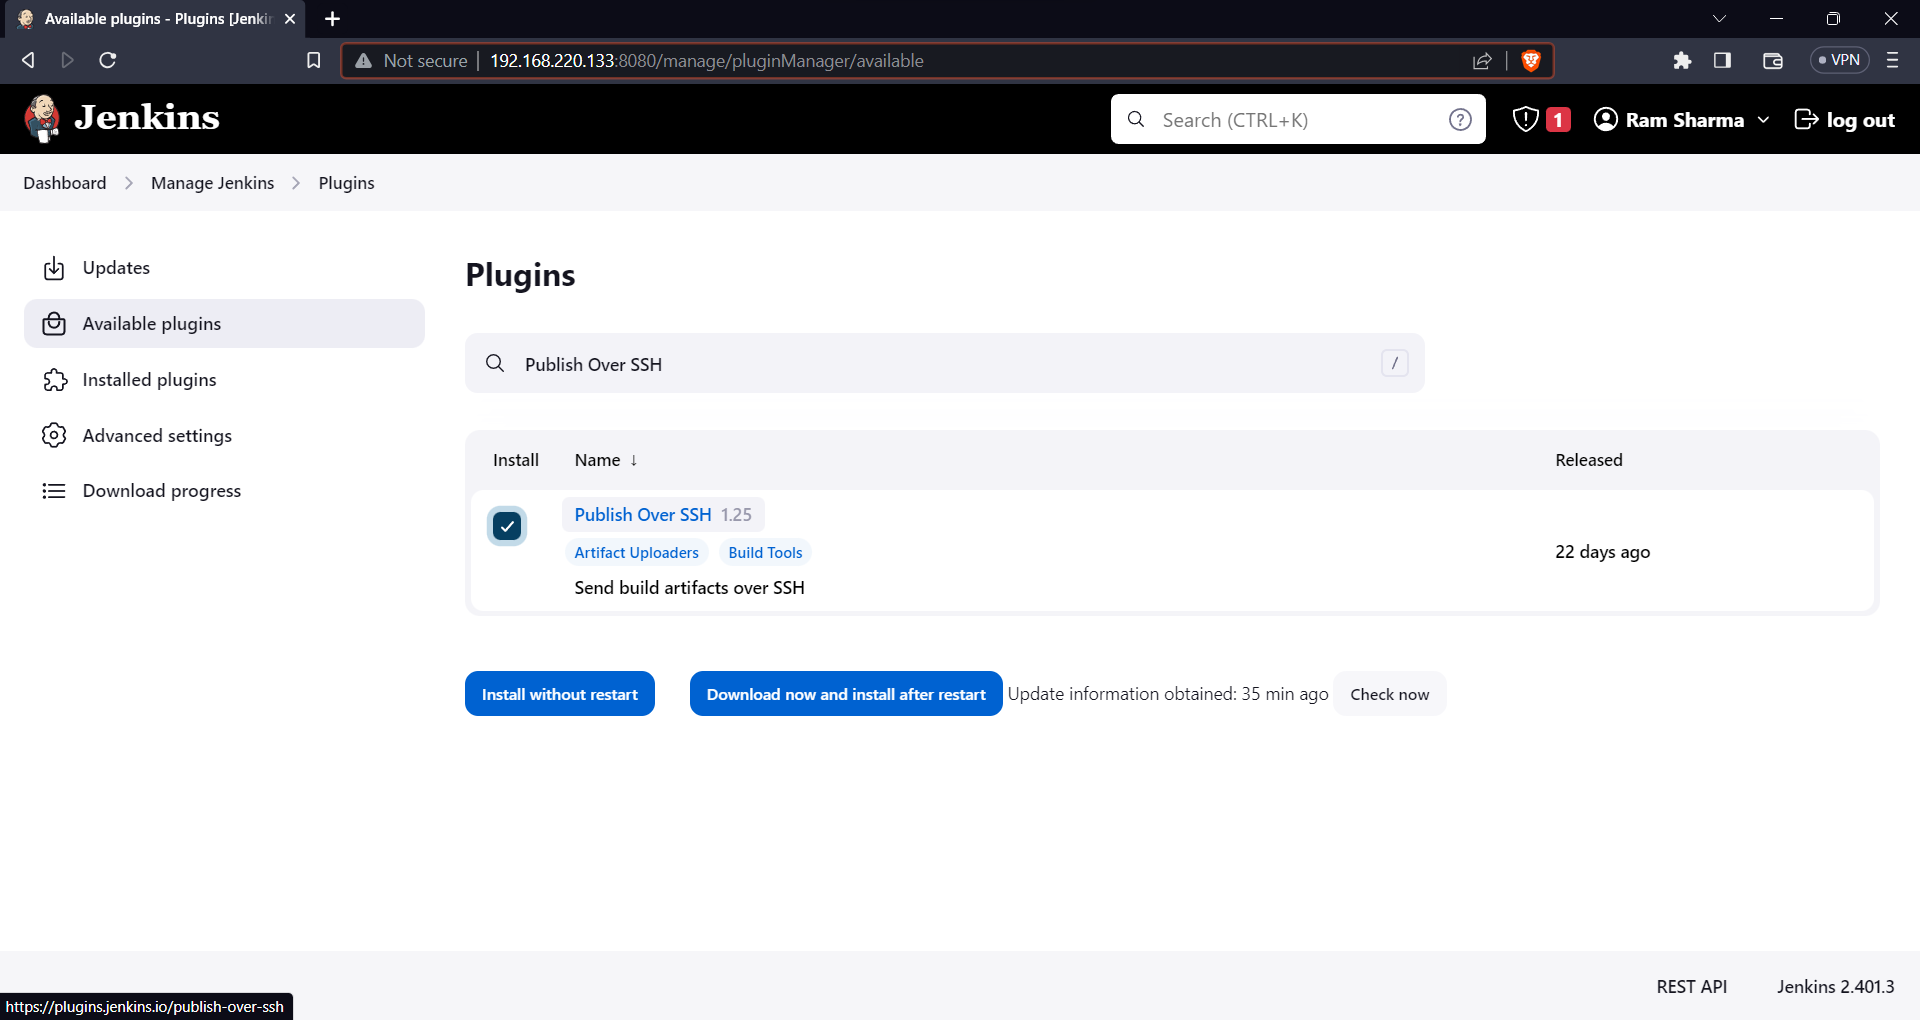 Available plugins - Plugins [Jenkin
Not secure
192.168.220.133:8080/manage/pluginManager/available
VPN
Jenkins
Search (CTRL+K)
?
1
Ram Sharma
log out
Dashboard
Manage Jenkins
Plugins
Updates
Available plugins
Installed plugins
Advanced settings
Download progress
Plugins
Publish Over SSH
/
Install
Name ↓
Released
Publish Over SSH 1.25
Artifact Uploaders
Build Tools
Send build artifacts over SSH
22 days ago
Install without restart
Download now and install after restart
Update information obtained: 35 min ago
Check now
REST API
Jenkins 2.401.3
https://plugins.jenkins.io/publish-over-ssh